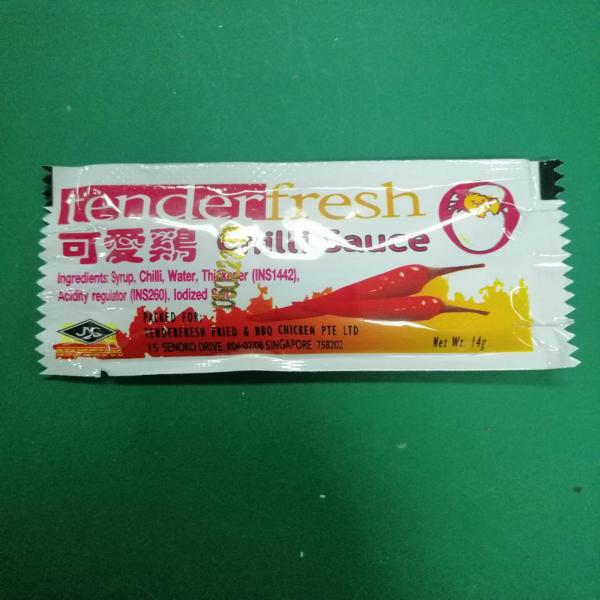 Tenderfresh
可愛鷄 Chilli Sauce
Ingredients: Syrup, Chilli, Water, Thickener (INS1442),
Acidity regulator (INS260), Iodized
PACKED FOR:
TENDERFRESH FRIED & BBQ CHICKEN PTE LTD
15 SENOKO DRIVE, #04-07/08 SINGAPORE 758202
Net Wt. 14g